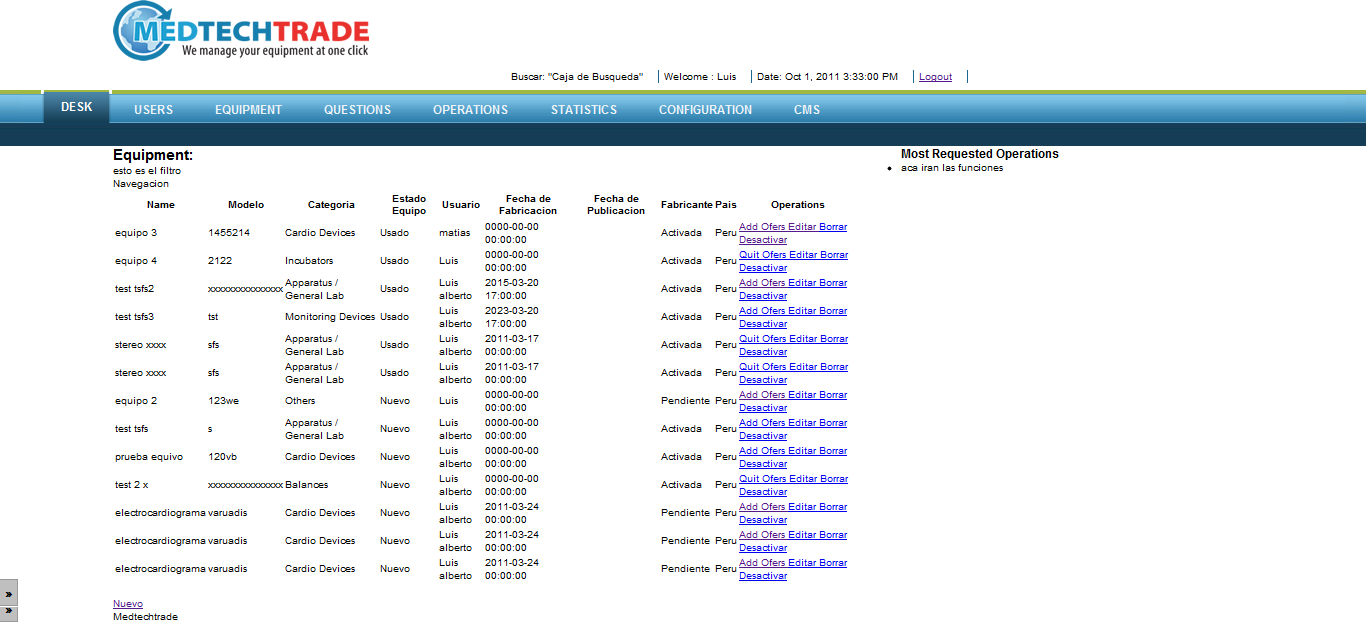 MEDTECHTRADE
We manage your equipment at one click
Buscar: "Caja de Busqueda" Welcome : Luis Date: Oct 1, 2011 3:33:00 PM Logout
DESK USERS EQUIPMENT QUESTIONS OPERATIONS STATISTICS CONFIGURATION CMS
Equipment:
esto es el filtro
Navegacion
Name Modelo Categoria Estado Equipo Usuario Fecha de Fabricacion Fecha de Publicacion Fabricante Pais Operations
equipo 3 1455214 Cardio Devices Usado matias 0000-00-00 00:00:00 Activada Peru Add Ofers Editar Borrar Desactivar
equipo 4 2122 Incubators Usado Luis 0000-00-00 00:00:00 Activada Peru Quit Ofers Editar Borrar Desactivar
test tsfs2 xxxxxxxxxxxxxxx Apparatus / General Lab Usado Luis alberto 2015-03-20 17:00:00 Activada Peru Add Ofers Editar Borrar Desactivar
test tsfs3 tst Monitoring Devices Usado Luis alberto 2023-03-20 17:00:00 Activada Peru Add Ofers Editar Borrar Desactivar
stereo xxxx sfs Apparatus / General Lab Usado Luis alberto 2011-03-17 00:00:00 Activada Peru Quit Ofers Editar Borrar Desactivar
stereo xxxx sfs Apparatus / General Lab Usado Luis alberto 2011-03-17 00:00:00 Activada Peru Quit Ofers Editar Borrar Desactivar
equipo 2 123we Others Nuevo Luis 0000-00-00 00:00:00 Pendiente Peru Add Ofers Editar Borrar Desactivar
test tsfs s Apparatus / General Lab Nuevo Luis alberto 0000-00-00 00:00:00 Activada Peru Add Ofers Editar Borrar Desactivar
prueba equivo 120vb Cardio Devices Nuevo Luis alberto 0000-00-00 00:00:00 Activada Peru Add Ofers Editar Borrar Desactivar
test 2 x xxxxxxxxxxxxxxx Balances Nuevo Luis alberto 0000-00-00 00:00:00 Activada Peru Quit Ofers Editar Borrar Desactivar
electrocardiograma varuadis Cardio Devices Nuevo Luis alberto 2011-03-24 00:00:00 Pendiente Peru Add Ofers Editar Borrar Desactivar
electrocardiograma varuadis Cardio Devices Nuevo Luis alberto 2011-03-24 00:00:00 Pendiente Peru Add Ofers Editar Borrar Desactivar
electrocardiograma varuadis Cardio Devices Nuevo Luis alberto 2011-03-24 00:00:00 Pendiente Peru Add Ofers Editar Borrar Desactivar
Nuevo
Medtechtrade
Most Requested Operations
• aca iran las funciones
»
»